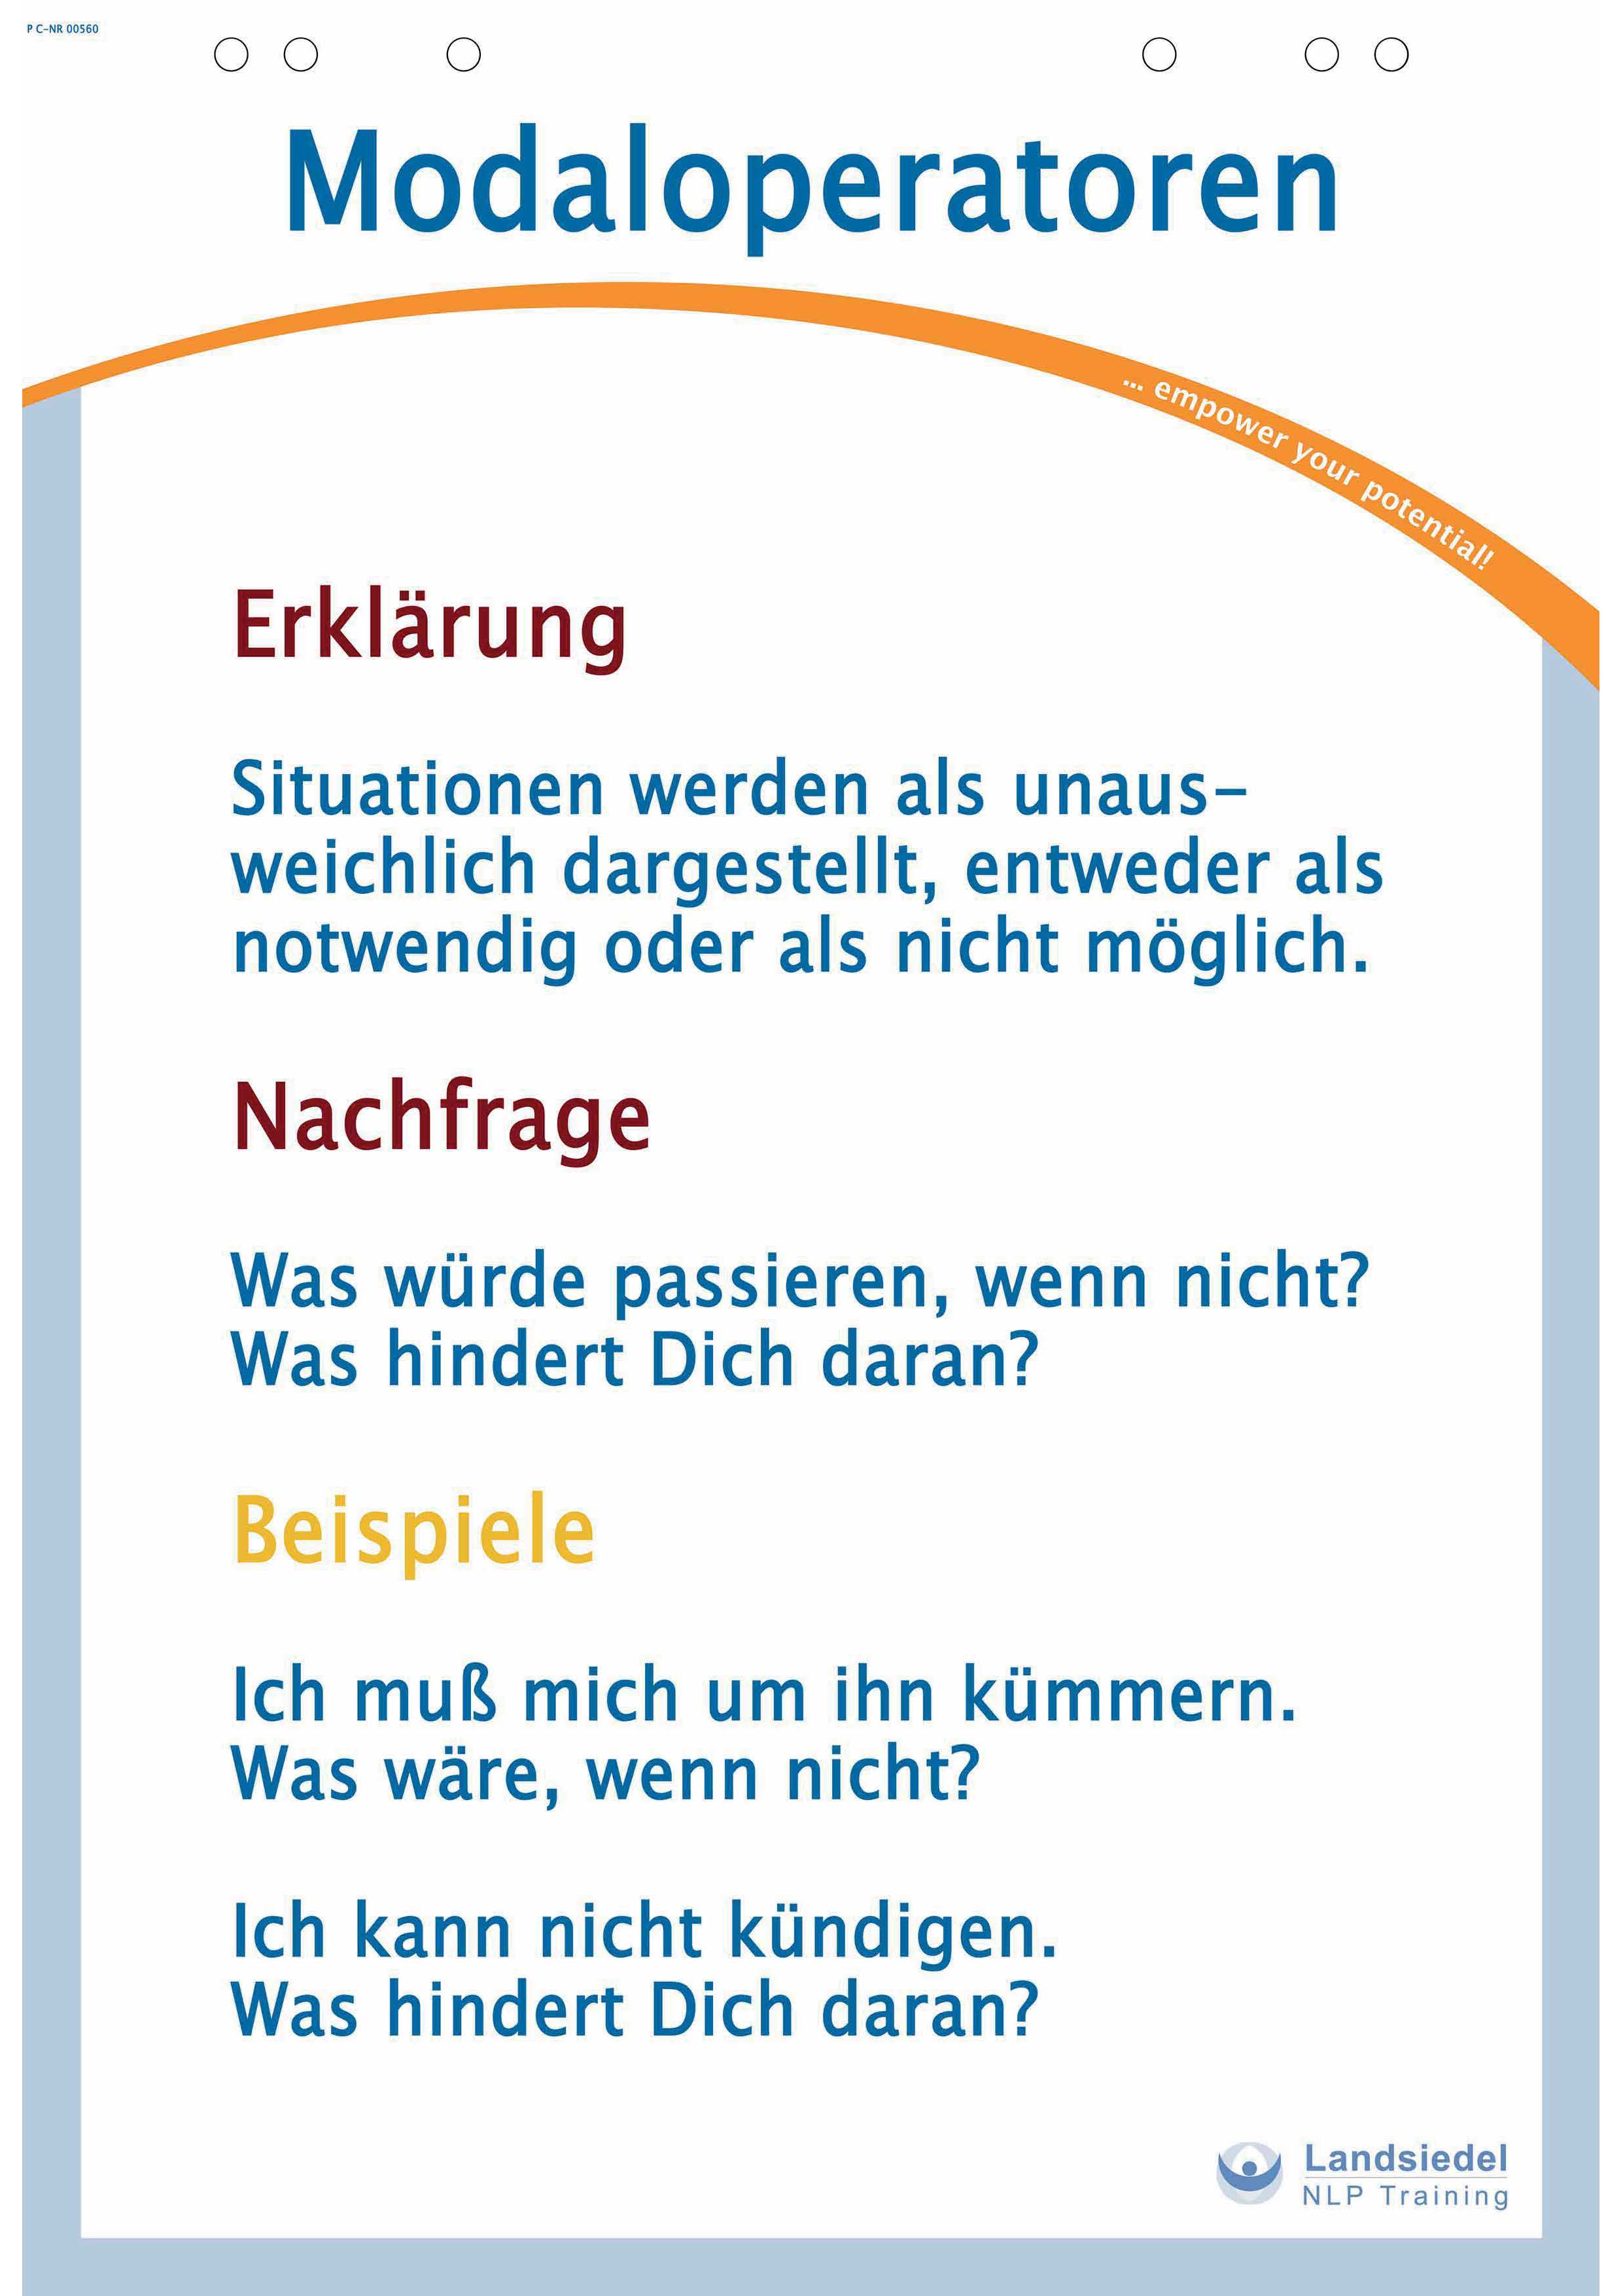 P C-NR 00560
Modaloperatoren
... empower your potential!
Erklärung
Situationen werden als unaus-
weichlich dargestellt, entweder als
notwendig oder als nicht möglich.
Nachfrage
Was würde passieren, wenn nicht?
Was hindert Dich daran?
Beispiele
Ich muß mich um ihn kümmern.
Was wäre, wenn nicht?
Ich kann nicht kündigen.
Was hindert Dich daran?
Landsiedel
NLP Training